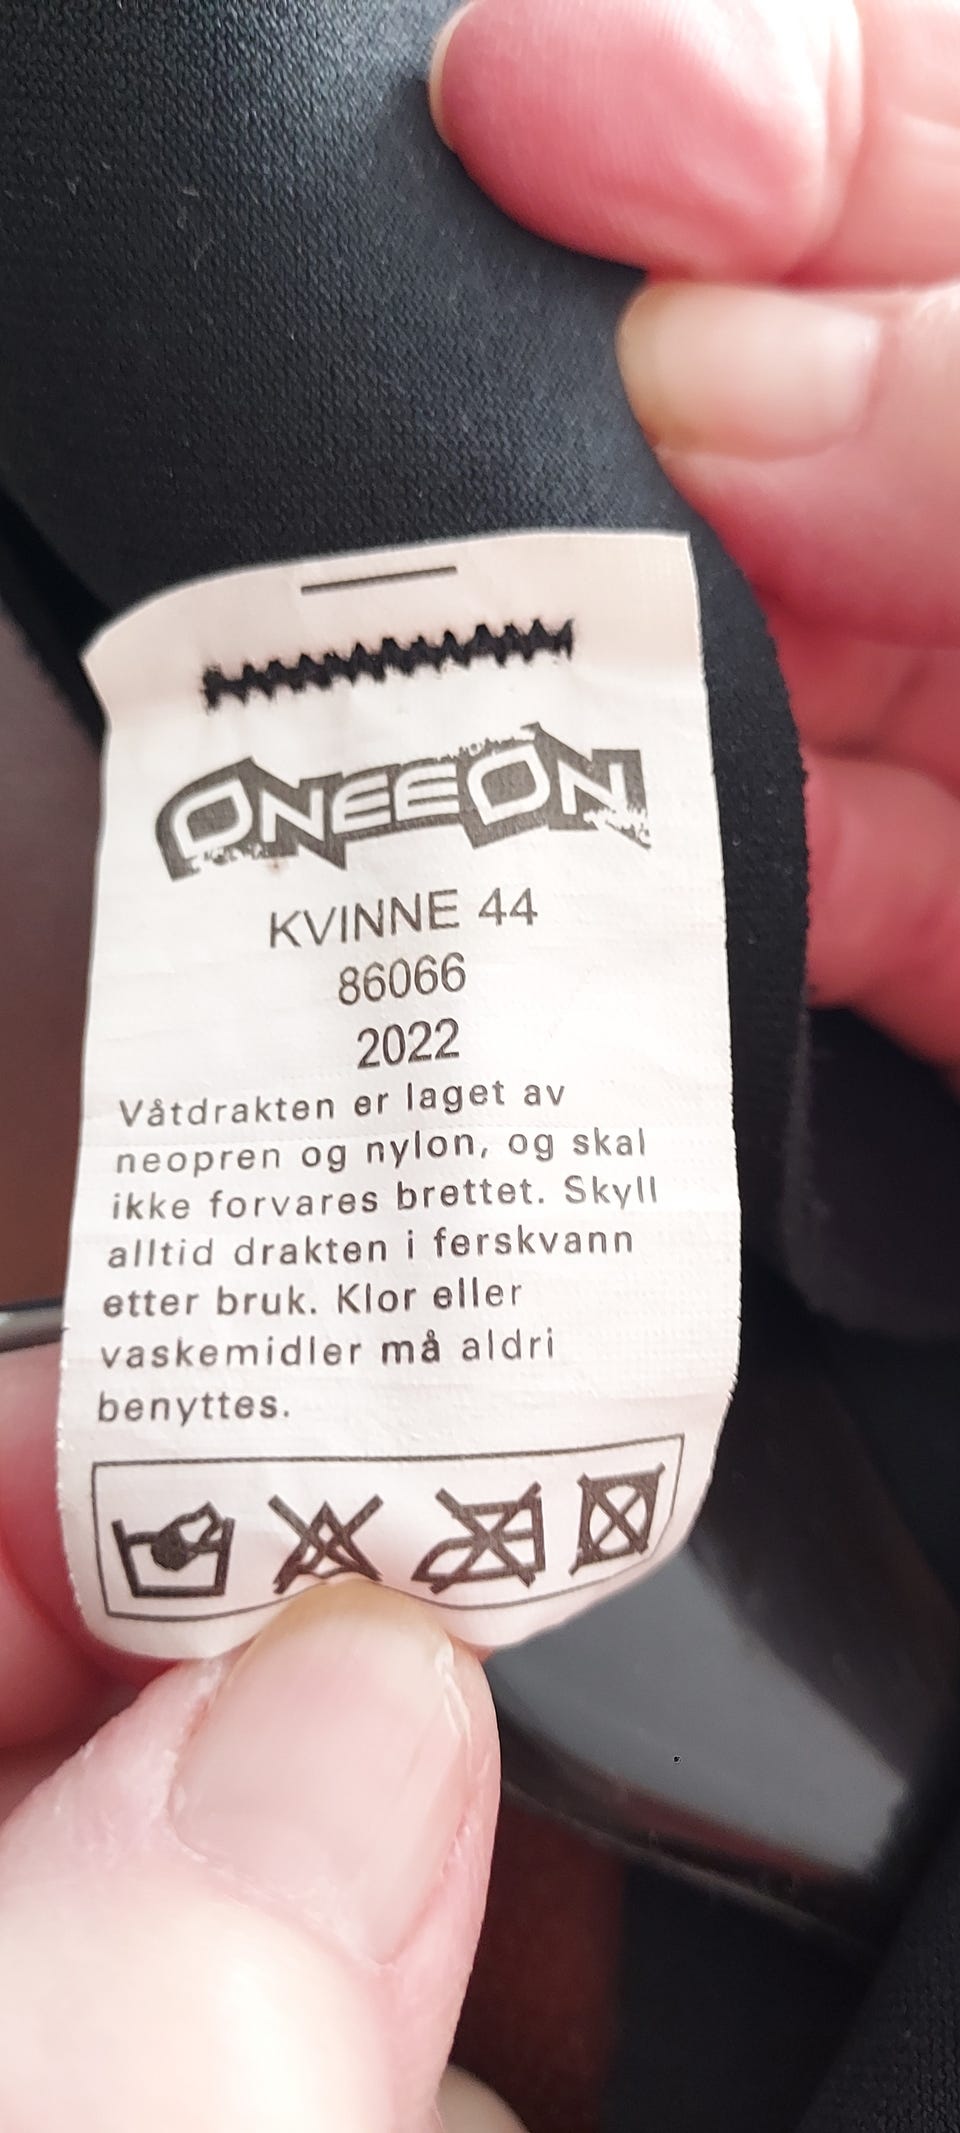 ONEEON
KVINNE 44
86066
2022
Våtdrakten er laget av
neopren og nylon, og skal
ikke forvares brettet. Skyll
alltid drakten i ferskvann
etter bruk. Klor eller
vaskemidler må aldri
benyttes.